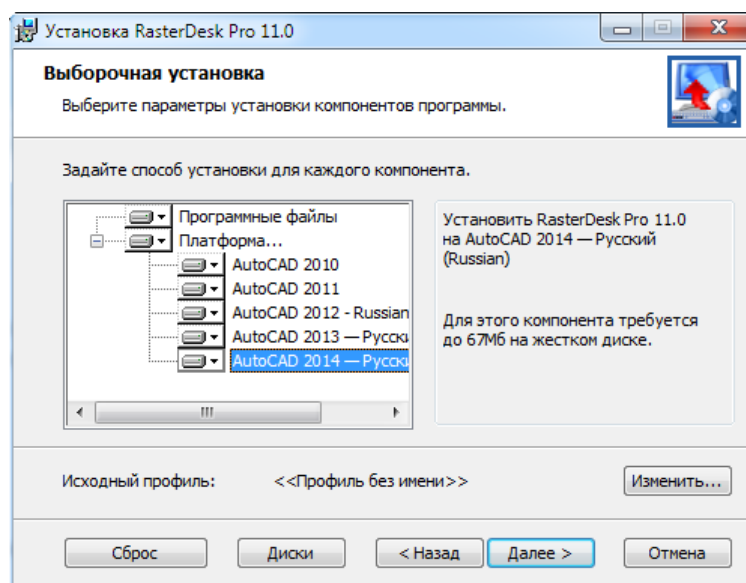 Установка RasterDesk Pro 11.0
Выборочная установка
Выберите параметры установки компонентов программы.
Задайте способ установки для каждого компонента.
Программные файлы
Платформа...
AutoCAD 2010
AutoCAD 2011
AutoCAD 2012 - Russian
AutoCAD 2013 — Русски
AutoCAD 2014 — Русски
Установить RasterDesk Pro 11.0
на AutoCAD 2014 — Русский
(Russian)
Для этого компонента требуется
до 67Мб на жестком диске.
Исходный профиль: <<Профиль без имени>> Изменить...
Сброс Диски < Назад Далее > Отмена